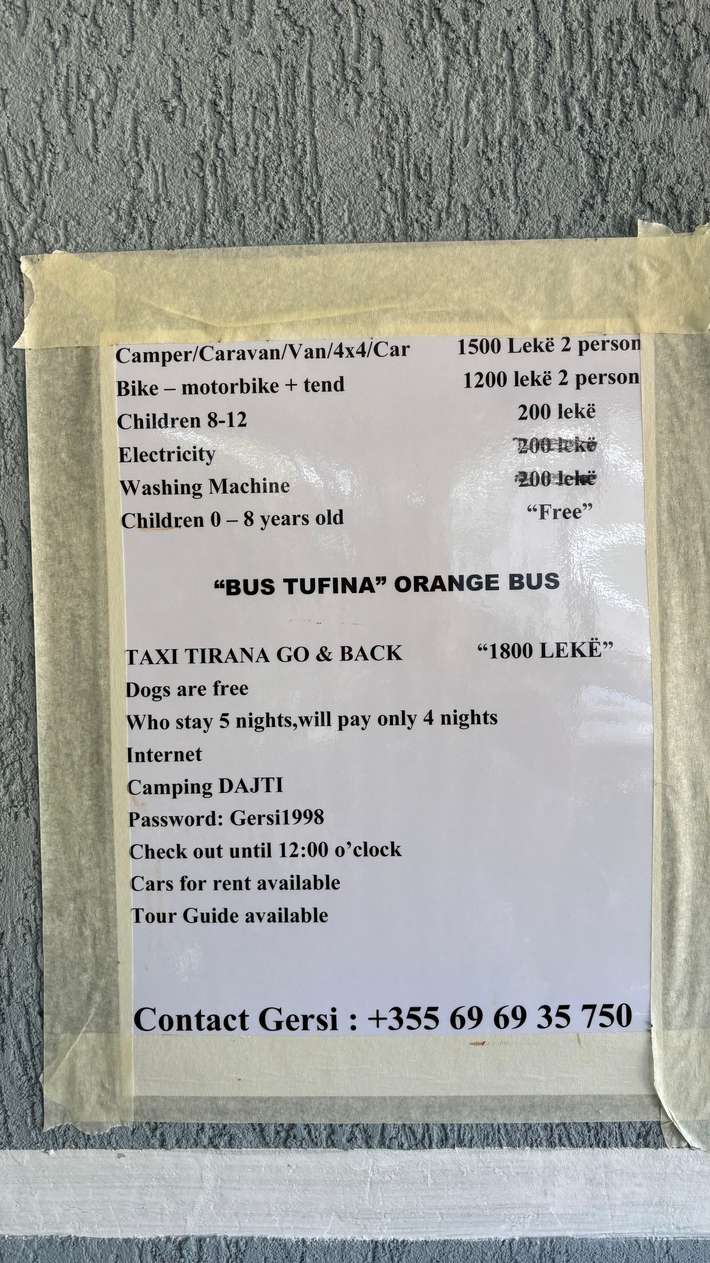 Camper/Caravan/Van/4x4/Car 1500 Lekë 2 person
Bike – motorbike + tend 1200 lekë 2 person
Children 8-12 200 lekë
Electricity 200 lekë
Washing Machine 200 lekë
Children 0 – 8 years old “Free”
“BUS TUFINA” ORANGE BUS
TAXI TIRANA GO & BACK “1800 LEKË”
Dogs are free
Who stay 5 nights,will pay only 4 nights
Internet
Camping DAJTI
Password: Gersi1998
Check out until 12:00 o’clock
Cars for rent available
Tour Guide available
Contact Gersi : +355 69 69 35 750